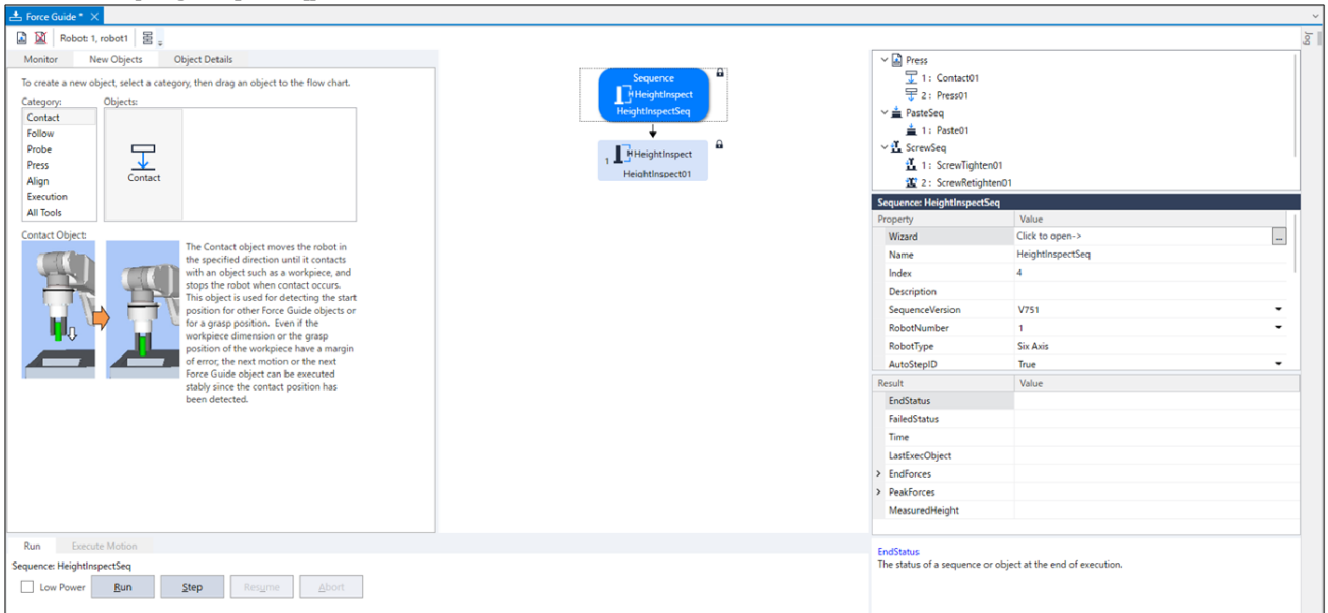 Force Guide *
Robot: 1, robot1
Jog
Monitor New Objects Object Details
To create a new object, select a category, then drag an object to the flow chart.
Category: Objects:
Contact
Follow
Probe
Press
Align
Execution
All Tools
Contact
Contact Object:
The Contact object moves the robot in
the specified direction until it contacts
with an object such as a workpiece, and
stops the robot when contact occurs.
This object is used for detecting the start
position for other Force Guide objects or
for a grasp position. Even if the
workpiece dimension or the grasp
position of the workpiece have a margin
of error, the next motion or the next
Force Guide object can be executed
stably since the contact position has
been detected.
Sequence
HeightInspect
HeightInspectSeq
1 HeightInspect
HeightInspect01
Press
1 : Contact01
2 : Press01
PasteSeq
1 : Paste01
ScrewSeq
1 : ScrewTighten01
2 : ScrewRetighten01
Sequence: HeightInspectSeq
Property Value
Wizard Click to open-> ...
Name HeightInspectSeq
Index 4
Description
SequenceVersion V751
RobotNumber 1
RobotType Six Axis
AutoStepID True
Result Value
EndStatus
FailedStatus
Time
LastExecObject
EndForces
PeakForces
MeasuredHeight
EndStatus
The status of a sequence or object at the end of execution.
Run Execute Motion
Sequence: HeightInspectSeq
Low Power Run Step Resume Abort